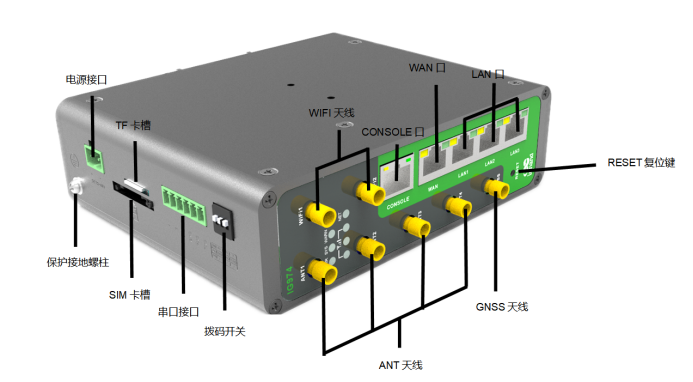 WAN 口
LAN 口
电源接口
WIFI 天线
TF 卡槽
CONSOLE 口
RESET 复位键
CONSOLE
WAN
LAN1
LAN2
LAN3
WIFI1
ANT1
IG974
保护接地螺柱
SIM 卡槽
串口接口
拨码开关
GNSS 天线
ANT 天线